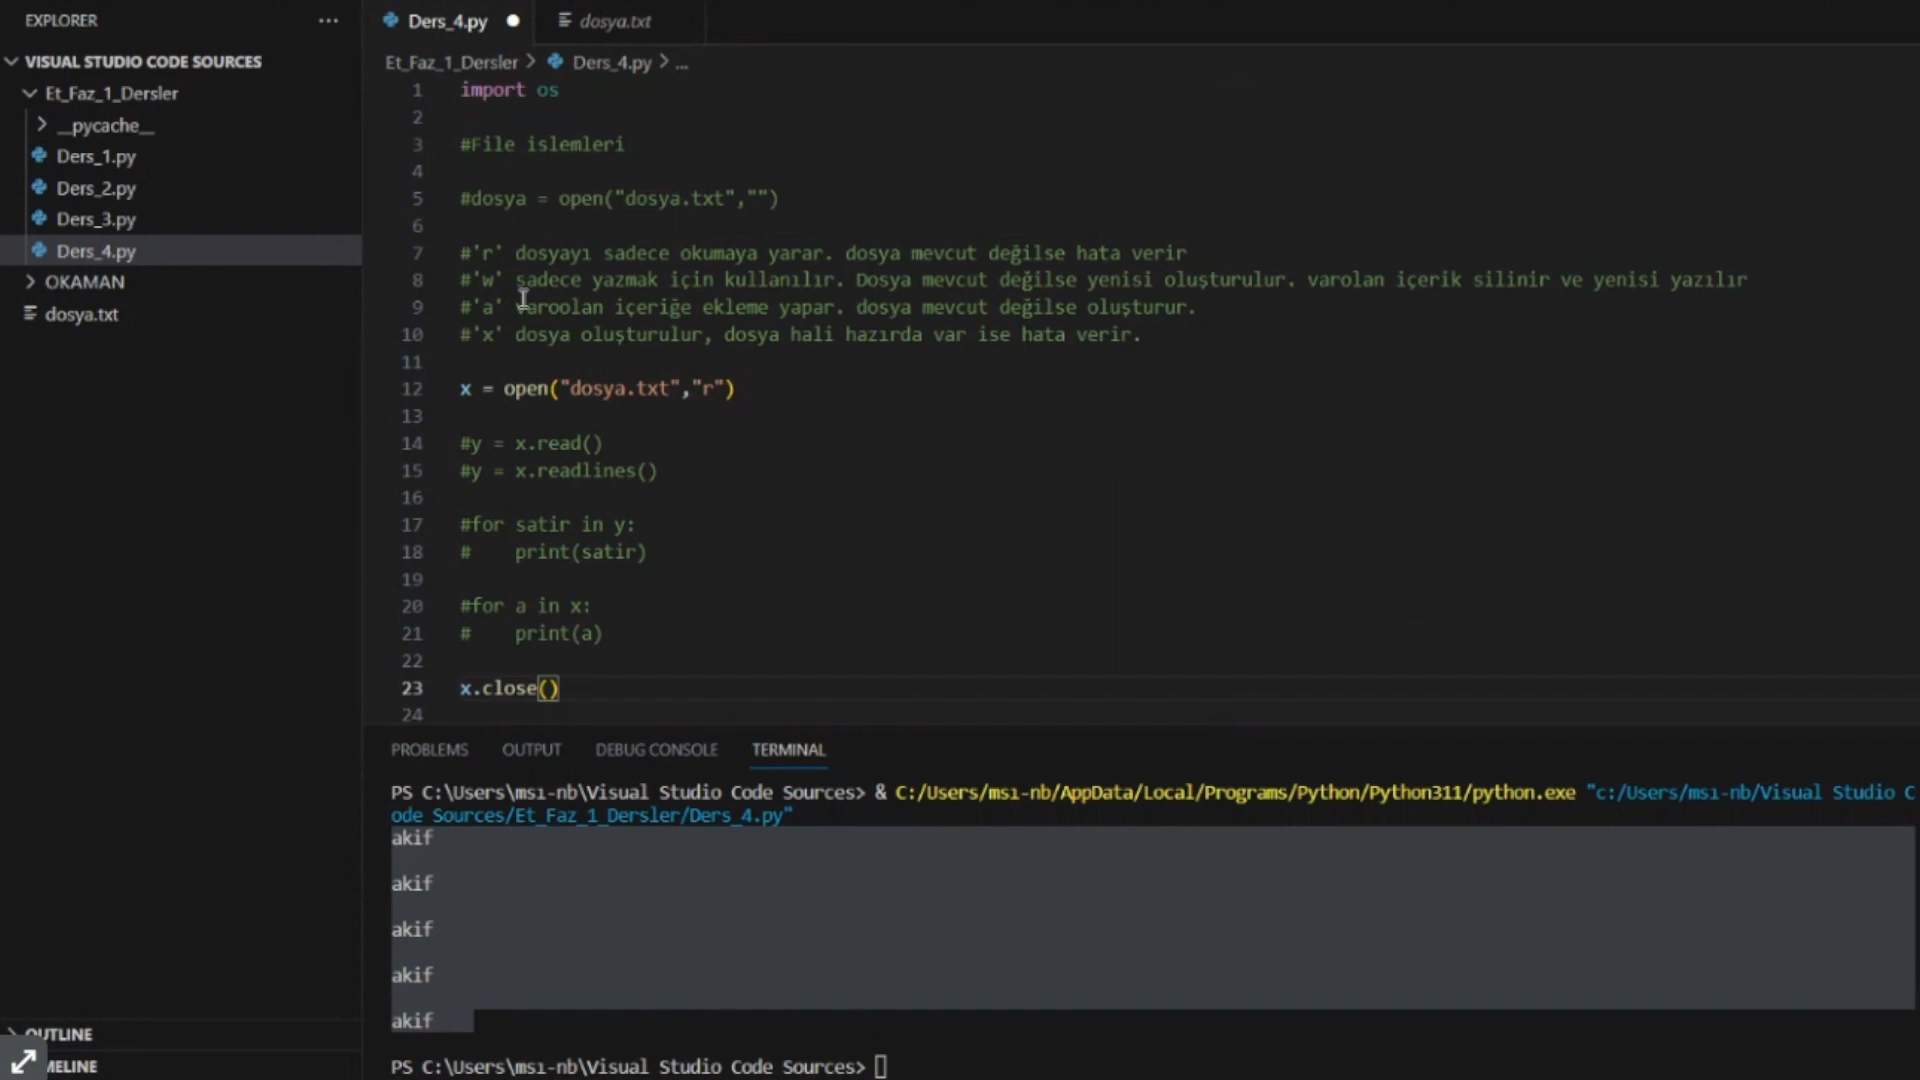 EXPLORER
VISUAL STUDIO CODE SOURCES
Et_Faz_1_Dersler
__pycache__
Ders_1.py
Ders_2.py
Ders_3.py
Ders_4.py
OKAMAN
dosya.txt
OUTLINE
MELINE
Ders_4.py
dosya.txt
Et_Faz_1_Dersler > Ders_4.py > ...
1 import os
2
3 #File islemleri
4
5 #dosya = open("dosya.txt","")
6
7 #'r' dosyayı sadece okumaya yarar. dosya mevcut değilse hata verir
8 #'w' sadece yazmak için kullanılır. Dosya mevcut değilse yenisi oluşturulur. varolan içerik silinir ve yenisi yazılır
9 #'a' varoolan içeriğe ekleme yapar. dosya mevcut değilse oluşturur.
10 #'x' dosya oluşturulur, dosya hali hazırda var ise hata verir.
11
12 x = open("dosya.txt","r")
13
14 #y = x.read()
15 #y = x.readlines()
16
17 #for satir in y:
18 #    print(satir)
19
20 #for a in x:
21 #    print(a)
22
23 x.close()
24
PROBLEMS OUTPUT DEBUG CONSOLE TERMINAL
PS C:\Users\msı-nb\Visual Studio Code Sources> & C:/Users/msı-nb/AppData/Local/Programs/Python/Python311/python.exe "c:/Users/msı-nb/Visual Studio C
ode Sources/Et_Faz_1_Dersler/Ders_4.py"
akif
akif
akif
akif
akif
PS C:\Users\msı-nb\Visual Studio Code Sources>